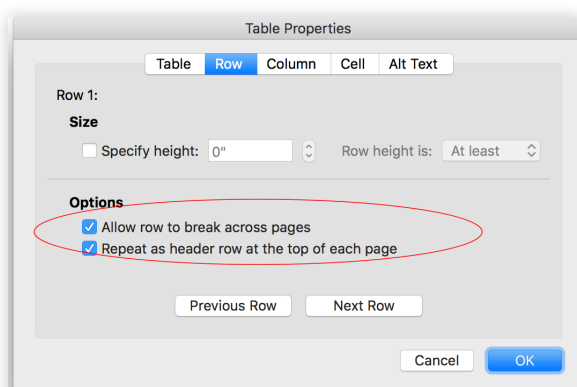 Table Properties
Table Row Column Cell Alt Text
Row 1:
Size
Specify height: 0" Row height is: At least
Options
Allow row to break across pages
Repeat as header row at the top of each page
Previous Row Next Row
Cancel OK